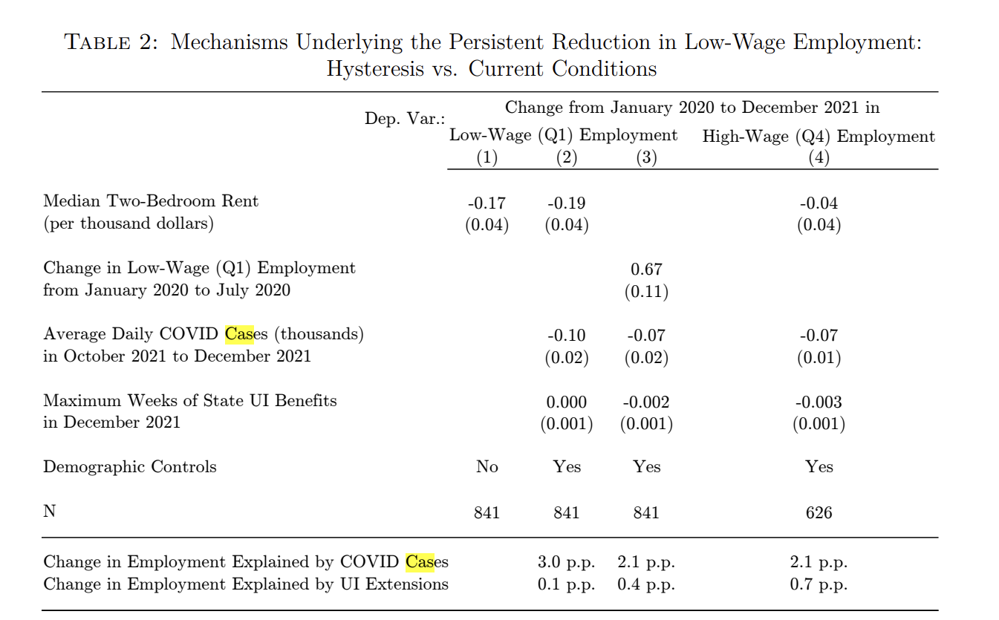 TABLE 2: Mechanisms Underlying the Persistent Reduction in Low-Wage Employment:
Hysteresis vs. Current Conditions
Dep. Var.: Change from January 2020 to December 2021 in
Low-Wage (Q1) Employment High-Wage (Q4) Employment
(1) (2) (3) (4)
Median Two-Bedroom Rent -0.17 -0.19 -0.04
(per thousand dollars) (0.04) (0.04) (0.04)
Change in Low-Wage (Q1) Employment 0.67
from January 2020 to July 2020 (0.11)
Average Daily COVID Cases (thousands) -0.10 -0.07 -0.07
in October 2021 to December 2021 (0.02) (0.02) (0.01)
Maximum Weeks of State UI Benefits 0.000 -0.002 -0.003
in December 2021 (0.001) (0.001) (0.001)
Demographic Controls No Yes Yes Yes
N 841 841 841 626
Change in Employment Explained by COVID Cases 3.0 p.p. 2.1 p.p. 2.1 p.p.
Change in Employment Explained by UI Extensions 0.1 p.p. 0.4 p.p. 0.7 p.p.